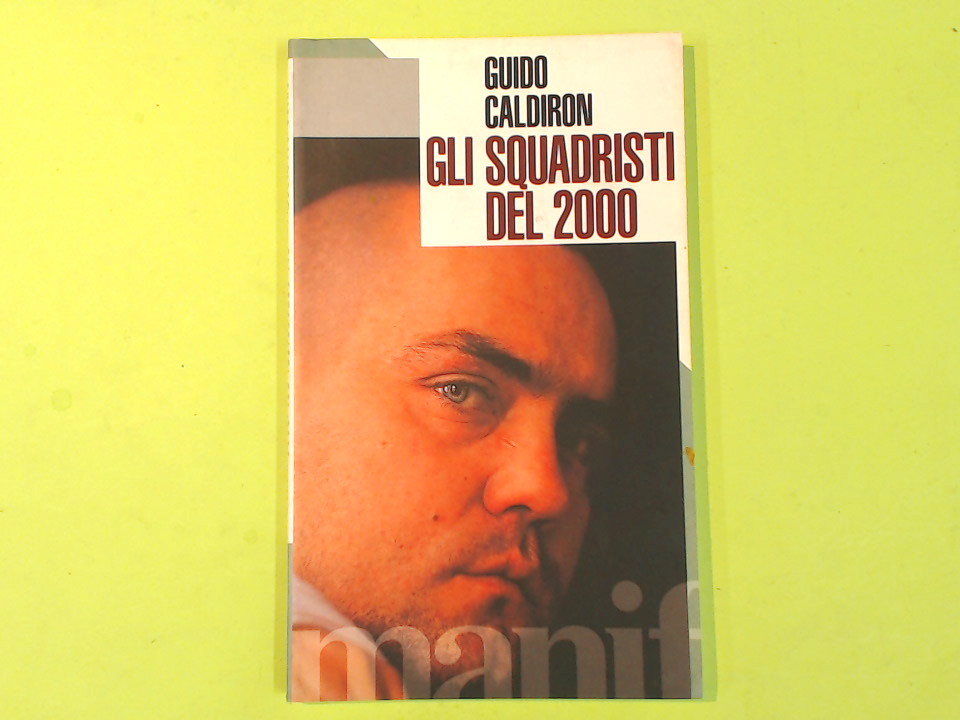 GUIDO
CALDIRON
GLI SQUADRISTI
DEL 2000
manif